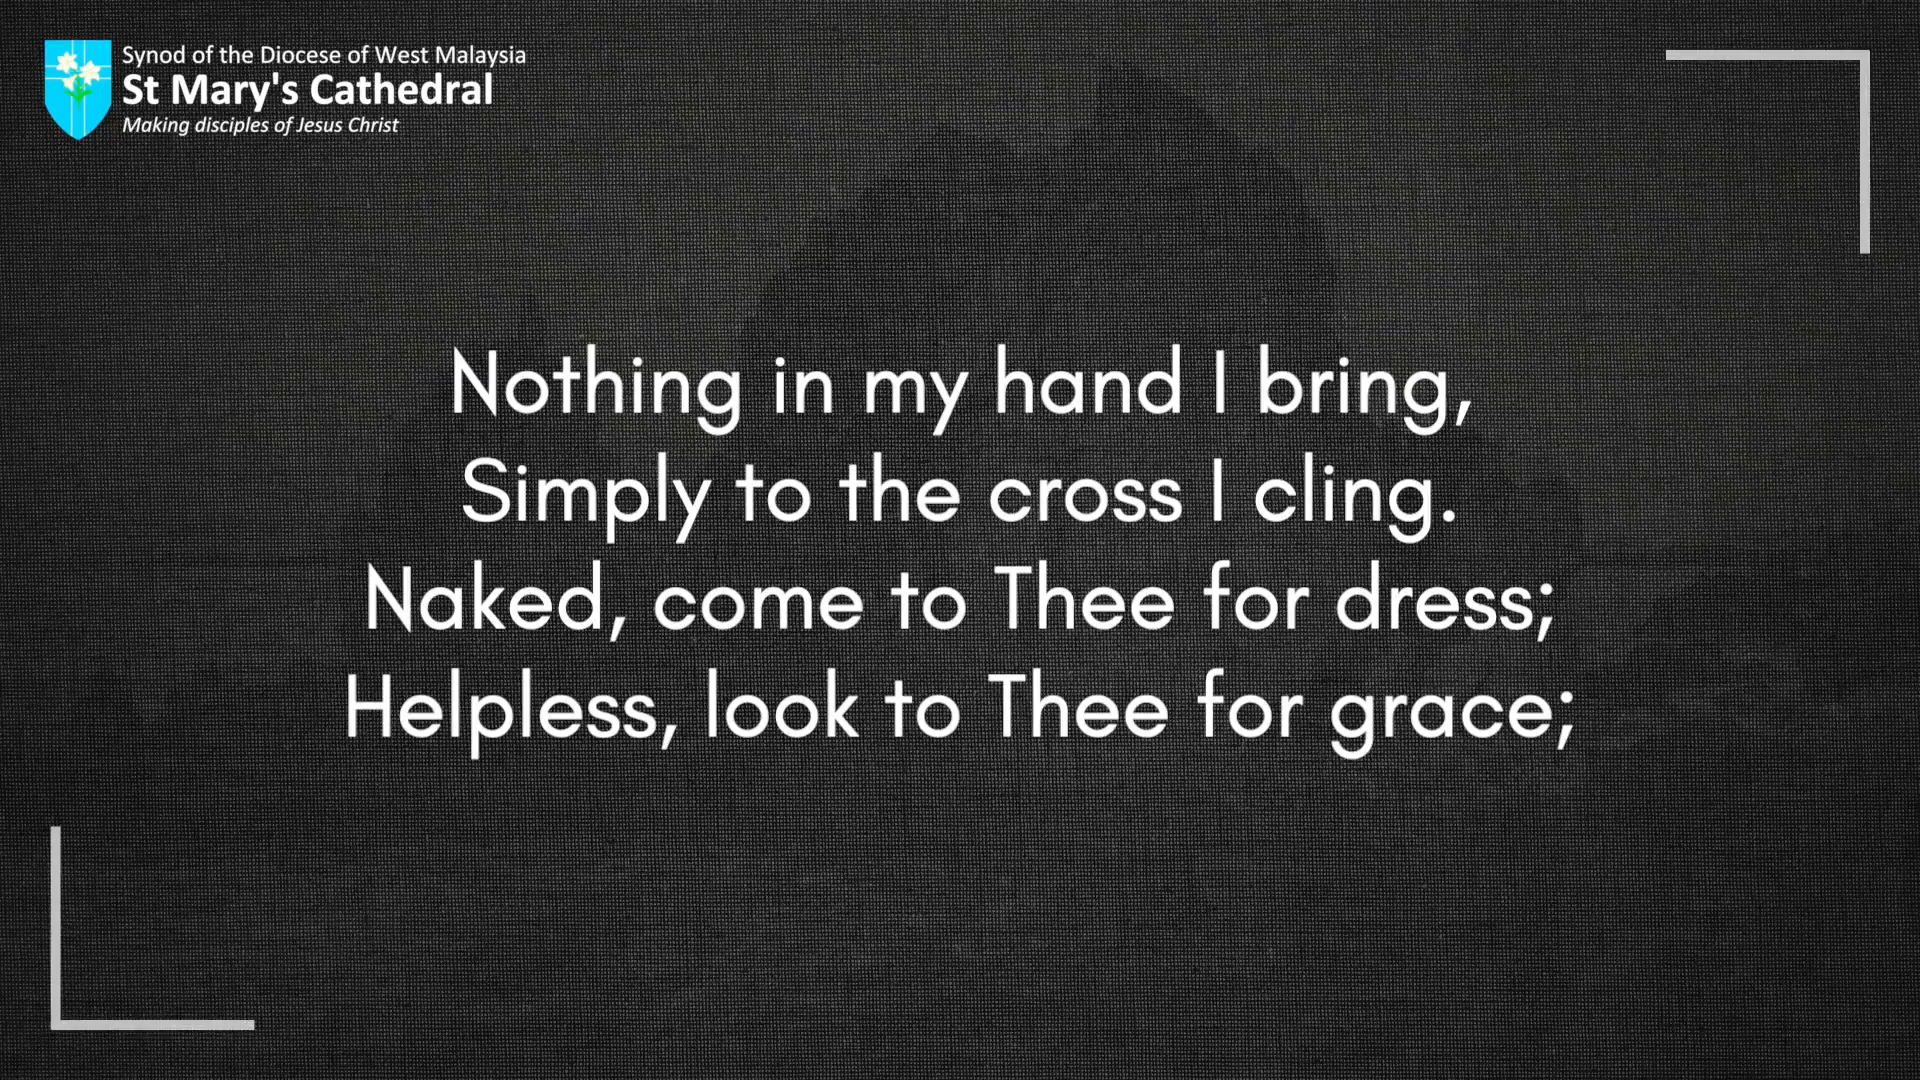 Synod of the Diocese of West Malaysia
St Mary's Cathedral
Making disciples of Jesus Christ
Nothing in my hand I bring,
Simply to the cross I cling.
Naked, come to Thee for dress;
Helpless, look to Thee for grace;